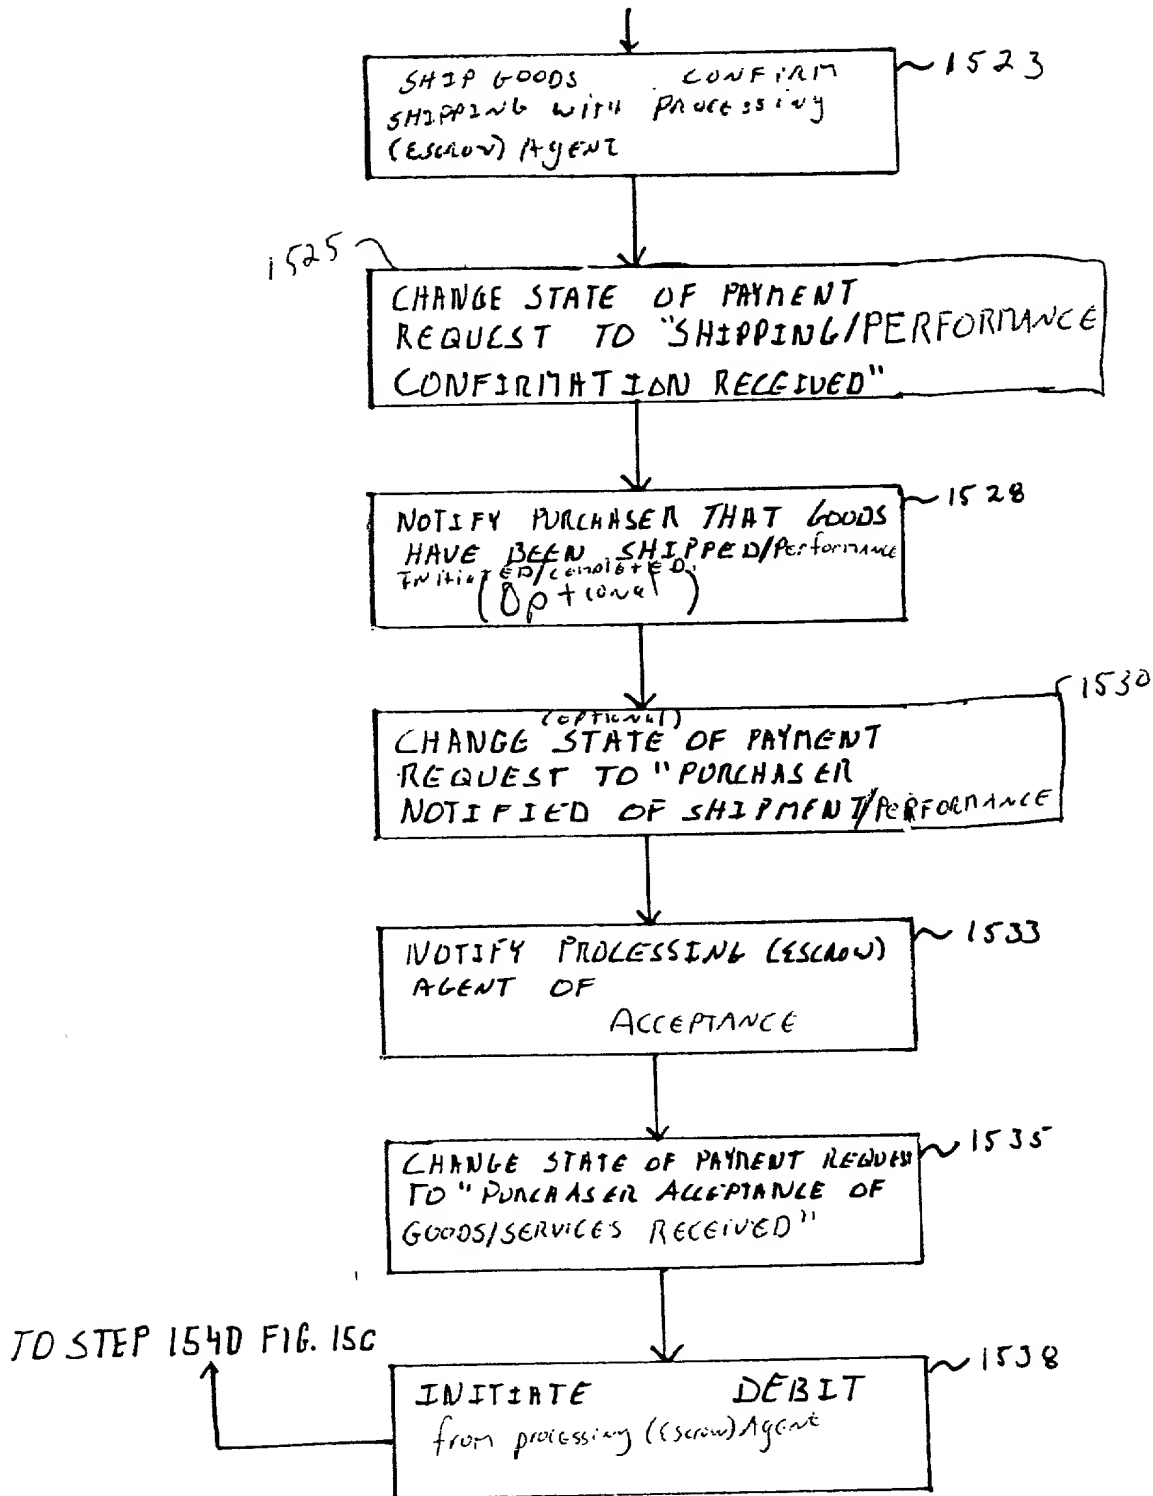 1523
SHIP GOODS CONFIRM
SHIPPING WITH PROCESSING
(ESCROW) AGENT
1525
CHANGE STATE OF PAYMENT
REQUEST TO "SHIPPING/PERFORMANCE
CONFIRMATION RECEIVED"
1528
NOTIFY PURCHASER THAT GOODS
HAVE BEEN SHIPPED/Performance
INitiatED/completED.
(Optional)
1530
(OPTIONAL)
CHANGE STATE OF PAYMENT
REQUEST TO "PURCHASER
NOTIFIED OF SHIPMENT/PERFORMANCE
1533
NOTIFY PROCESSING (ESCROW)
AGENT OF
ACCEPTANCE
1535
CHANGE STATE OF PAYMENT REQUEST
TO "PURCHASER ACCEPTANCE OF
GOODS/SERVICES RECEIVED"
TO STEP 1540 FIG. 15C
1538
INITIATE DEBIT
from processing (Escrow) Agent